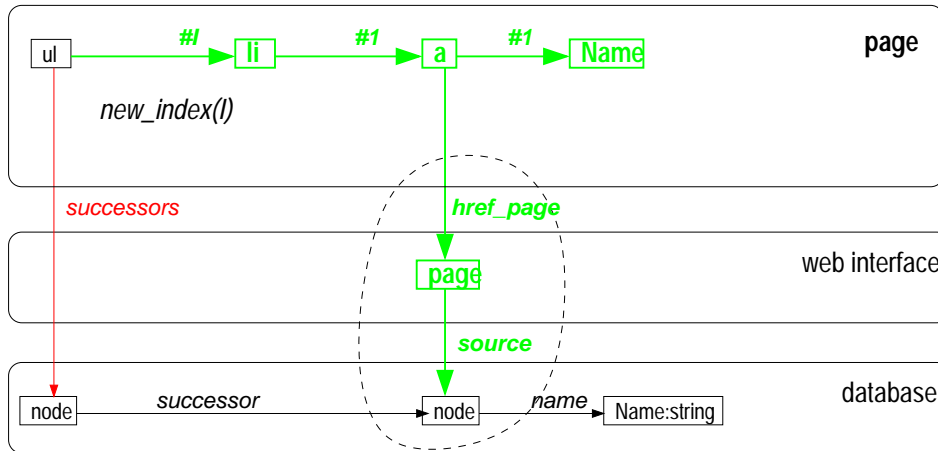 #I #1 #1
ul li a Name page
new_index(I)
successors href_page
web interface
page
source
database
successor name
node node Name:string